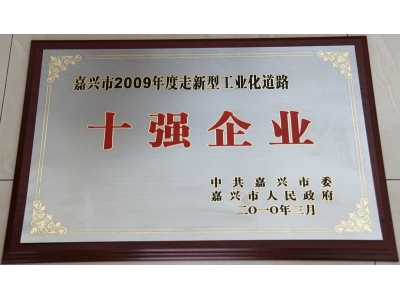 嘉兴市2009年度走新型工业化道路
十强企业
中共嘉兴市委
嘉兴市人民政府
二〇一〇年三月